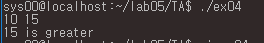 sys00@localhost:~/lab05/TA$ ./ex04
10 15
15 is greater